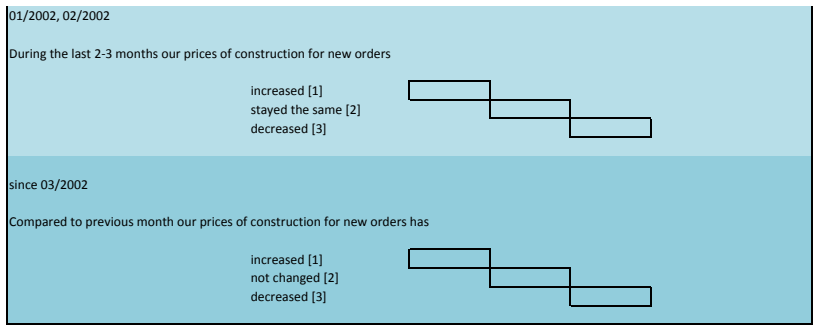 01/2002, 02/2002
During the last 2-3 months our prices of construction for new orders
increased [1]
stayed the same [2]
decreased [3]
since 03/2002
Compared to previous month our prices of construction for new orders has
increased [1]
not changed [2]
decreased [3]